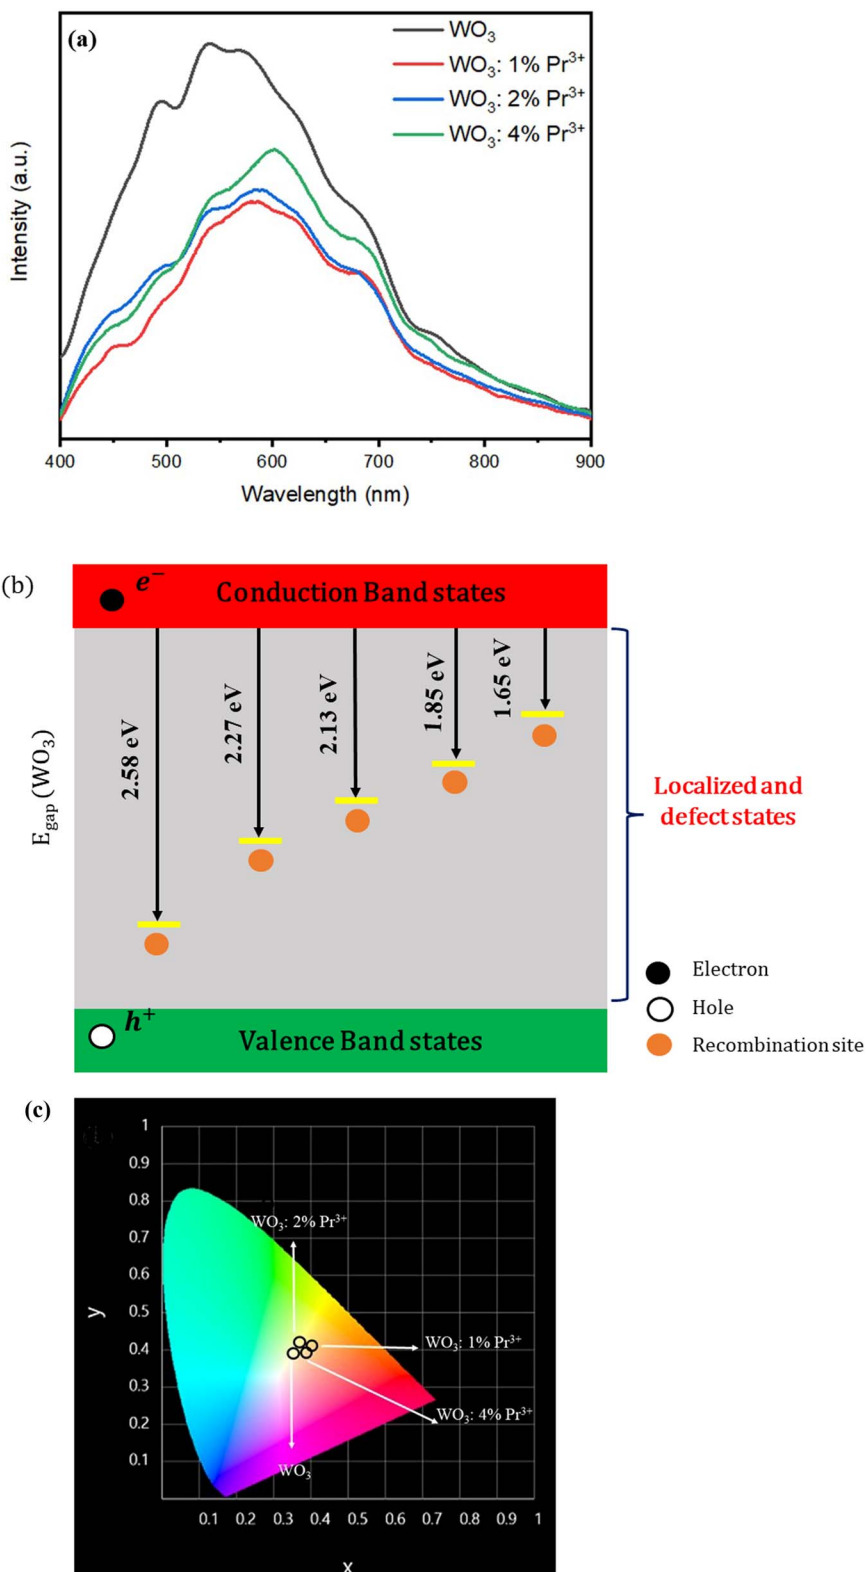 (a)
WO₃
WO₃: 1% Pr³⁺
WO₃: 2% Pr³⁺
WO₃: 4% Pr³⁺
Intensity (a.u.)
400 500 600 700 800 900
Wavelength (nm)
(b)
e⁻
Conduction Band states
2.58 eV
2.27 eV
2.13 eV
1.85 eV
1.65 eV
E_gap (WO₃)
Localized and
defect states
Electron
Hole
Recombination site
h⁺
Valence Band states
(c)
1
0.9
0.8
0.7
0.6
0.5
0.4
0.3
0.2
0.1
y
WO₃: 2% Pr³⁺
WO₃: 1% Pr³⁺
WO₃: 4% Pr³⁺
WO₃
0.1 0.2 0.3 0.4 0.5 0.6 0.7 0.8 0.9 1
x